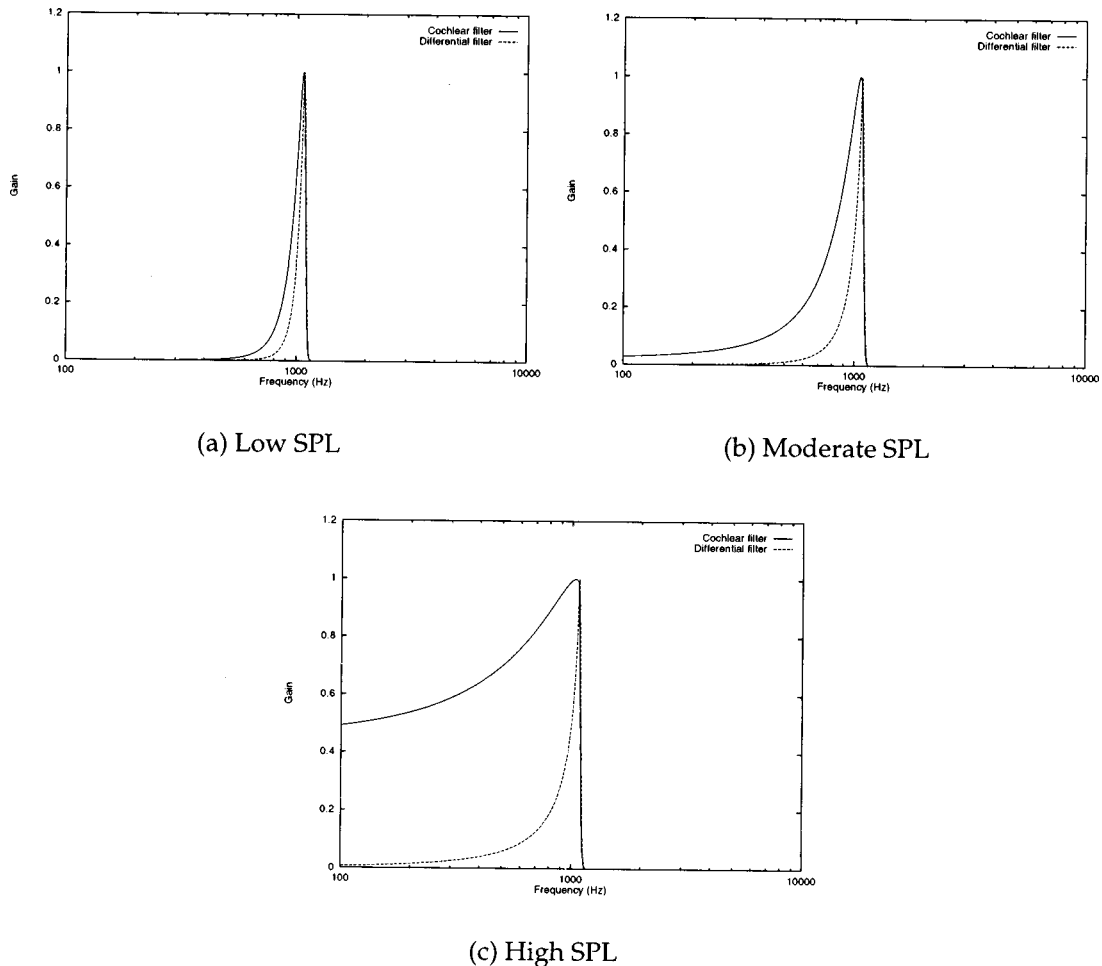 1.2
1
0.8
0.6
0.4
0.2
0
Gain
Cochlear filter
Differential filter
100
1000
10000
Frequency (Hz)
(a) Low SPL
1.2
1
0.8
0.6
0.4
0.2
0
Gain
Cochlear filter
Differential filter
100
1000
10000
Frequency (Hz)
(b) Moderate SPL
1.2
1
0.8
0.6
0.4
0.2
0
Gain
Cochlear filter
Differential filter
100
1000
10000
Frequency (Hz)
(c) High SPL